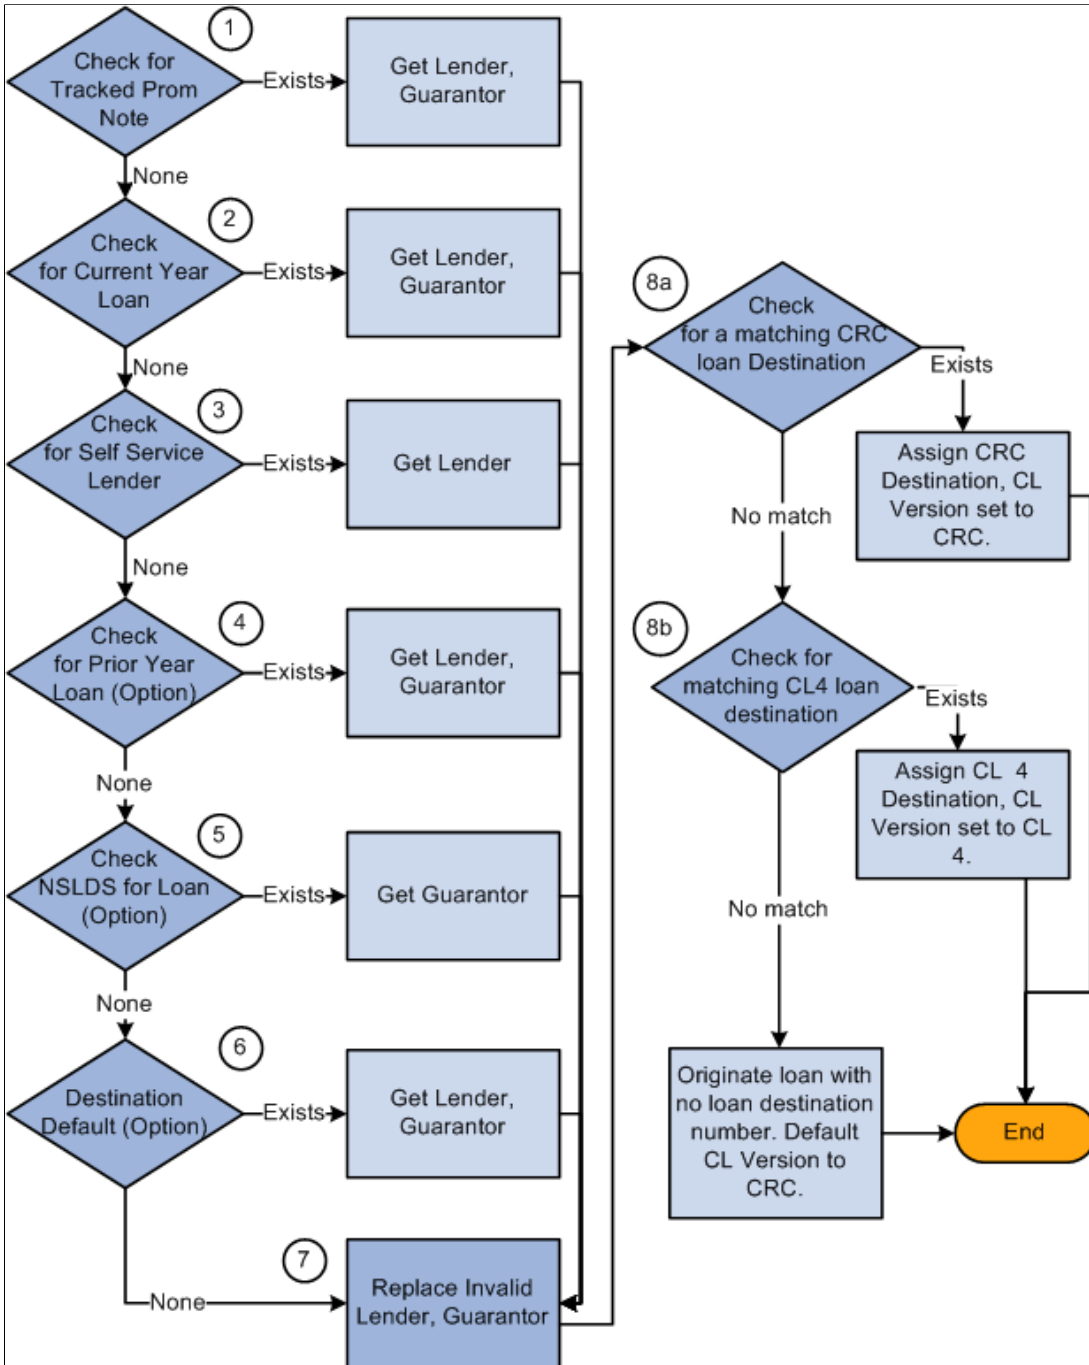 1
Check for
Tracked Prom
Note
Exists
Get Lender,
Guarantor
None
2
Check
for Current Year
Loan
Exists
Get Lender,
Guarantor
None
3
Check
for Self Service
Lender
Exists
Get Lender
None
4
Check
for Prior Year
Loan (Option)
Exists
Get Lender,
Guarantor
None
5
Check
NSLDS for Loan
(Option)
Exists
Get Guarantor
None
6
Destination
Default (Option)
Exists
Get Lender,
Guarantor
None
7
Replace Invalid
Lender, Guarantor
8a
Check
for a matching CRC
loan Destination
Exists
Assign CRC
Destination, CL
Version set to
CRC.
No match
8b
Check for
matching CL4 loan
destination
Exists
Assign CL 4
Destination, CL
Version set to CL
4.
No match
Originate loan with
no loan destination
number. Default
CL Version to
CRC.
End